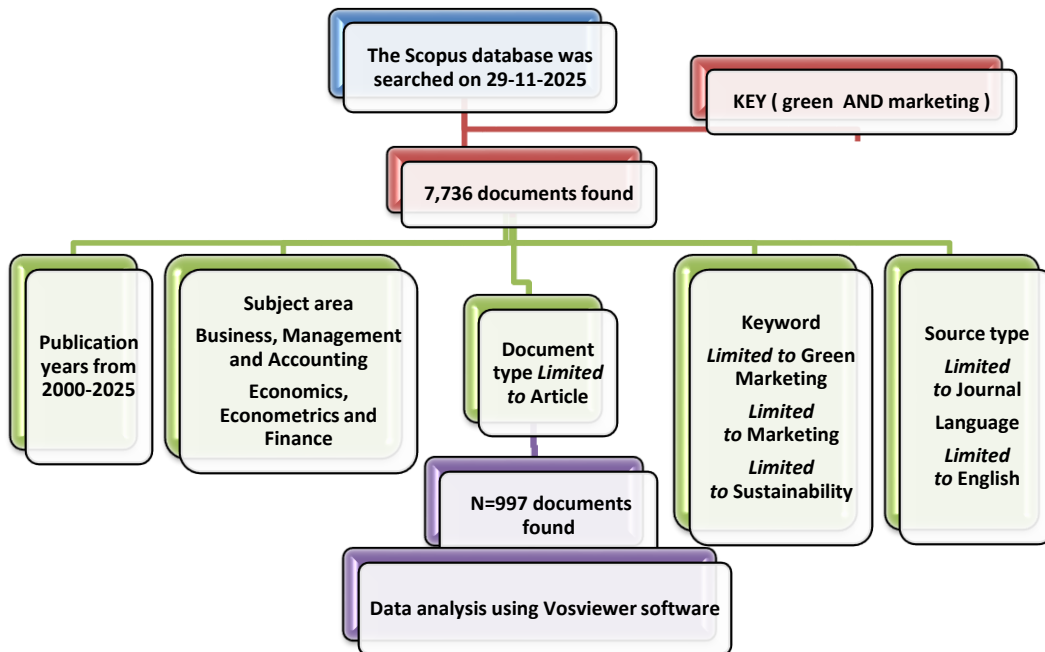 The Scopus database was
searched on 29-11-2025
KEY ( green AND marketing )
7,736 documents found
Publication
years from
2000-2025
Subject area
Business, Management
and Accounting
Economics,
Econometrics and
Finance
Document
type Limited
to Article
Keyword
Limited to Green
Marketing
Limited
to Marketing
Limited
to Sustainability
Source type
Limited
to Journal
Language
Limited
to English
N=997 documents
found
Data analysis using Vosviewer software